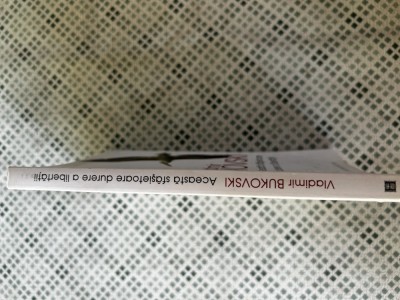 Vladimir BUKOVSKI Această sfâșietoare durere a libertății